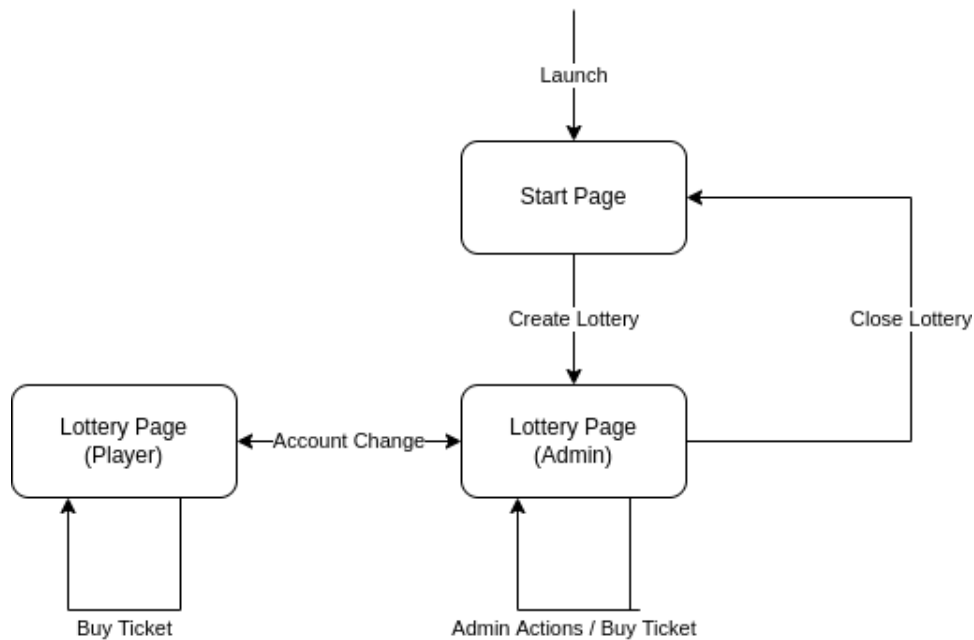 Launch
Start Page
Create Lottery
Close Lottery
Lottery Page
(Player)
Account Change
Lottery Page
(Admin)
Buy Ticket
Admin Actions / Buy Ticket